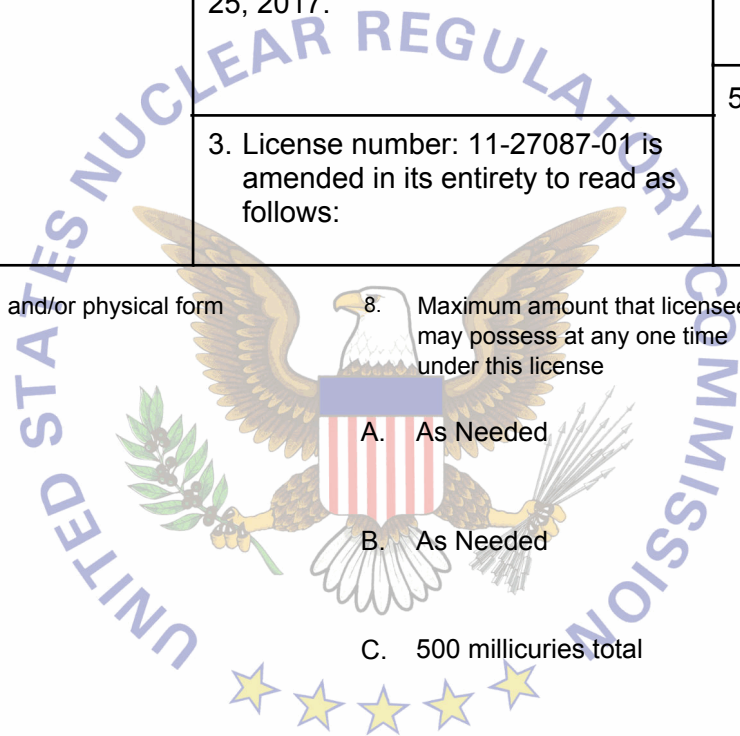 25, 2017.
5
3. License number: 11-27087-01 is
amended in its entirety to read as
follows:
and/or physical form
8. Maximum amount that licensee
may possess at any one time
under this license
A. As Needed
B. As Needed
C. 500 millicuries total
UNITED STATES NUCLEAR REGULATORY COMMISSION